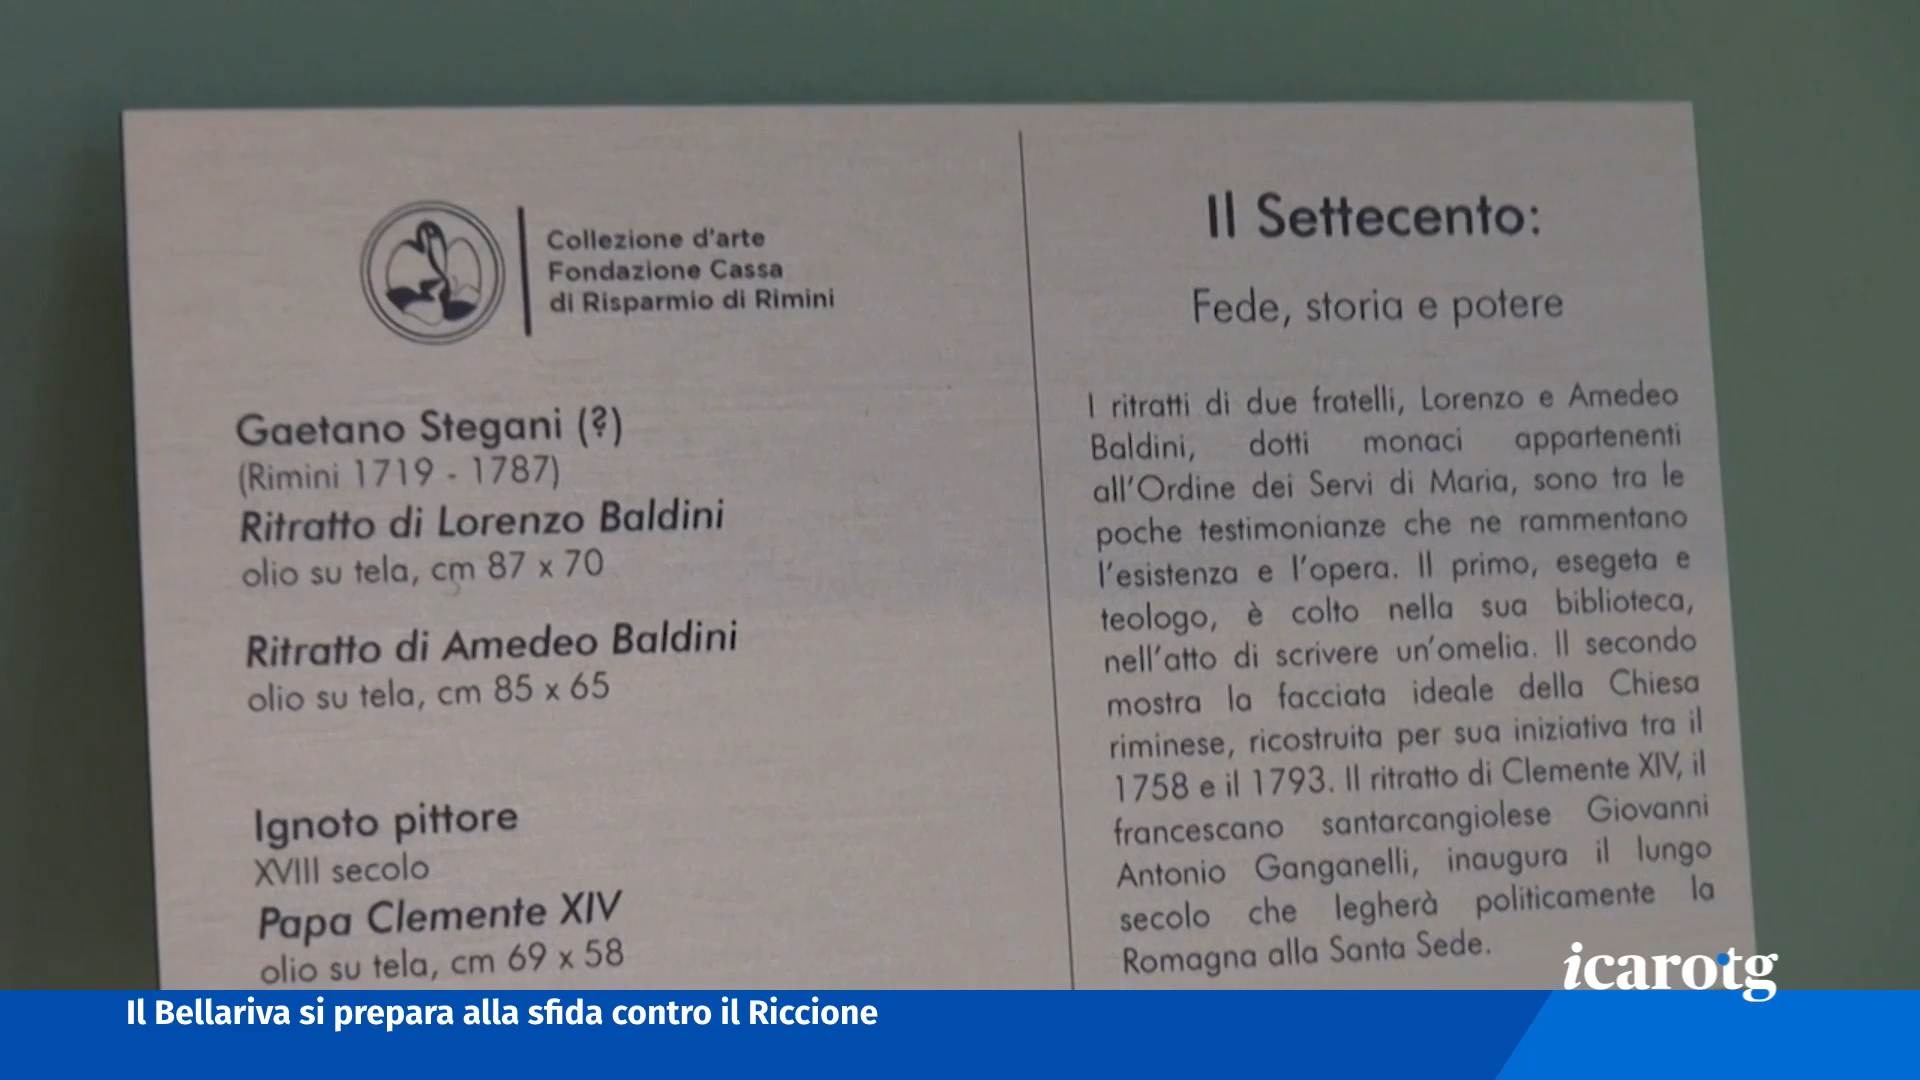 Collezione d'arte
Fondazione Cassa
di Risparmio di Rimini
Gaetano Stegani (?)
(Rimini 1719 - 1787)
Ritratto di Lorenzo Baldini
olio su tela, cm 87 x 70
Ritratto di Amedeo Baldini
olio su tela, cm 85 x 65
Ignoto pittore
XVIII secolo
Papa Clemente XIV
olio su tela, cm 69 x 58
Il Settecento:
Fede, storia e potere
I ritratti di due fratelli, Lorenzo e Amedeo
Baldini, dotti monaci appartenenti
all'Ordine dei Servi di Maria, sono tra le
poche testimonianze che ne rammentano
l'esistenza e l'opera. Il primo, esegeta e
teologo, è colto nella sua biblioteca,
nell'atto di scrivere un'omelia. Il secondo
mostra la facciata ideale della Chiesa
riminese, ricostruita per sua iniziativa tra il
1758 e il 1793. Il ritratto di Clemente XIV, il
francescano santarcangiolese Giovanni
Antonio Ganganelli, inaugura il lungo
secolo che legherà politicamente la
Romagna alla Santa Sede.
icarotg
Il Bellariva si prepara alla sfida contro il Riccione